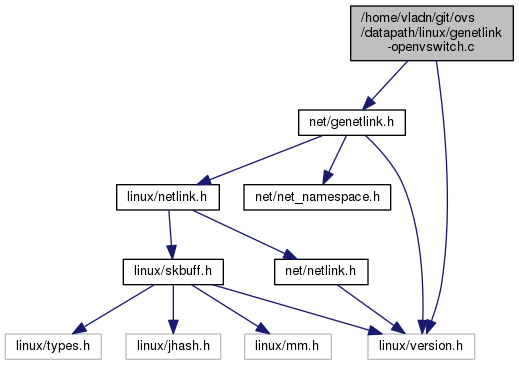 /home/vladn/git/ovs
/datapath/linux/genetlink
-openvswitch.c
net/genetlink.h
linux/netlink.h
net/net_namespace.h
linux/skbuff.h
net/netlink.h
linux/types.h
linux/jhash.h
linux/mm.h
linux/version.h